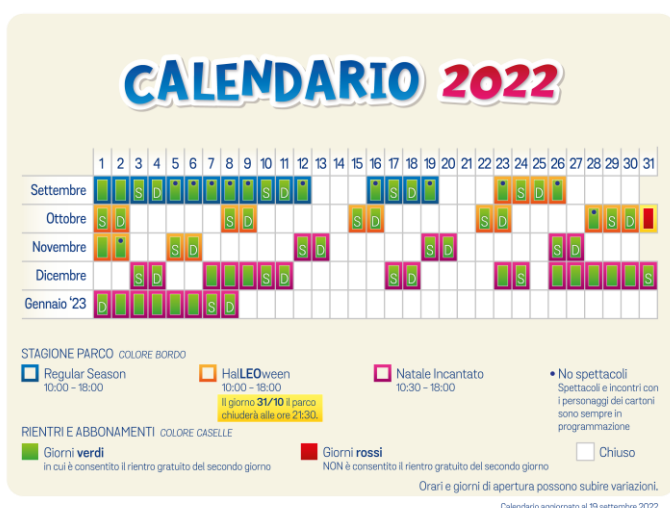 CALENDARIO 2022
1 2 3 4 5 6 7 8 9 10 11 12 13 14 15 16 17 18 19 20 21 22 23 24 25 26 27 28 29 30 31
Settembre S D S D S D S D
Ottobre S D S D S D S D S D
Novembre S D S D S D S D
Dicembre S D S D S D S S
Gennaio '23 D S D
STAGIONE PARCO COLORE BORDO
Regular Season
10:00 - 18:00
HalLEOween
10:00 - 18:00
Il giorno 31/10 il parco
chiuderà alle ore 21:30.
Natale Incantato
10:30 - 18:00
• No spettacoli
Spettacoli e incontri con
i personaggi dei cartoni
sono sempre in
programmazione
RIENTRI E ABBONAMENTI COLORE CASELLE
Giorni verdi
in cui è consentito il rientro gratuito del secondo giorno
Giorni rossi
NON è consentito il rientro gratuito del secondo giorno
Chiuso
Orari e giorni di apertura possono subire variazioni.
Calendario aggiornato al 19 settembre 2022